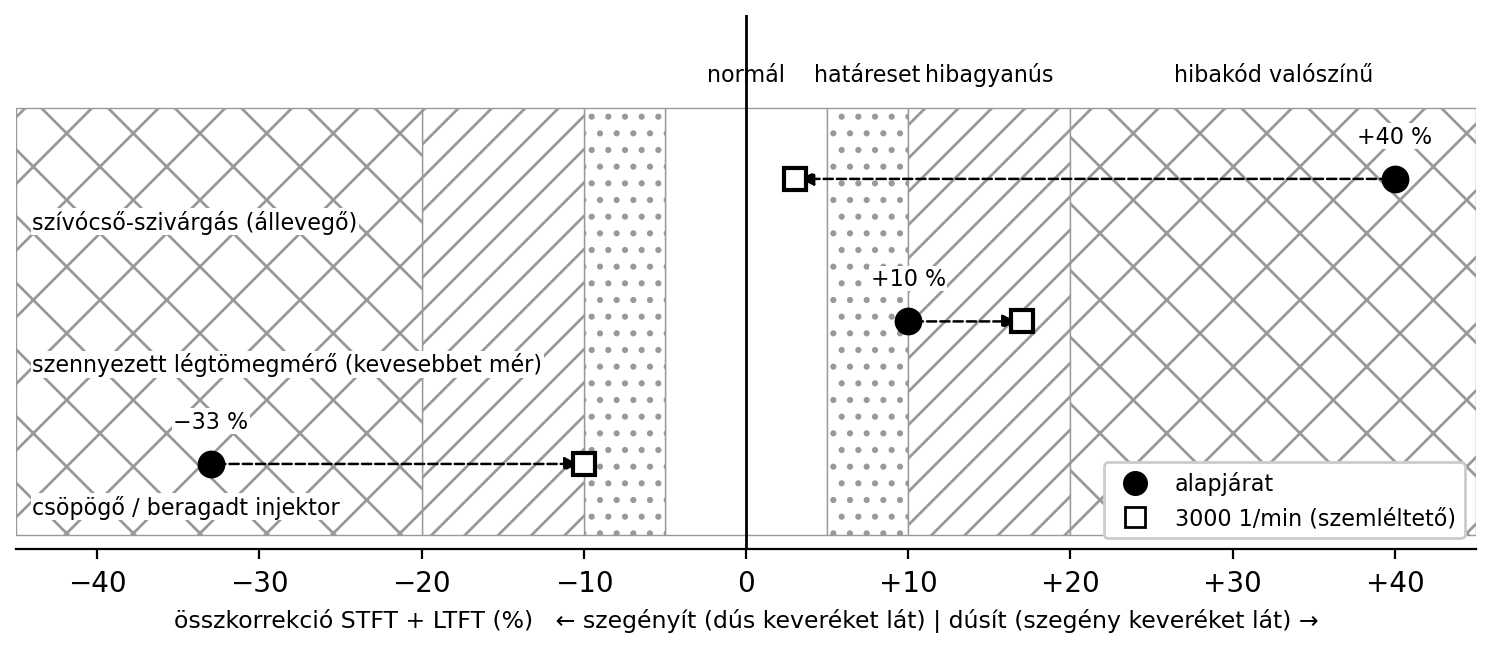 normál határeset hibagyanús hibakód valószínű
+40 %
szívócső-szivárgás (állevegő)
+10 %
szennyezett légtömegmérő (kevesebbet mér)
−33 %
csöpögő / beragadt injektor
alapjárat
3000 1/min (szemléltető)
−40 −30 −20 −10 0 +10 +20 +30 +40
összkorrekció STFT + LTFT (%) ← szegényít (dús keveréket lát) | dúsít (szegény keveréket lát) →